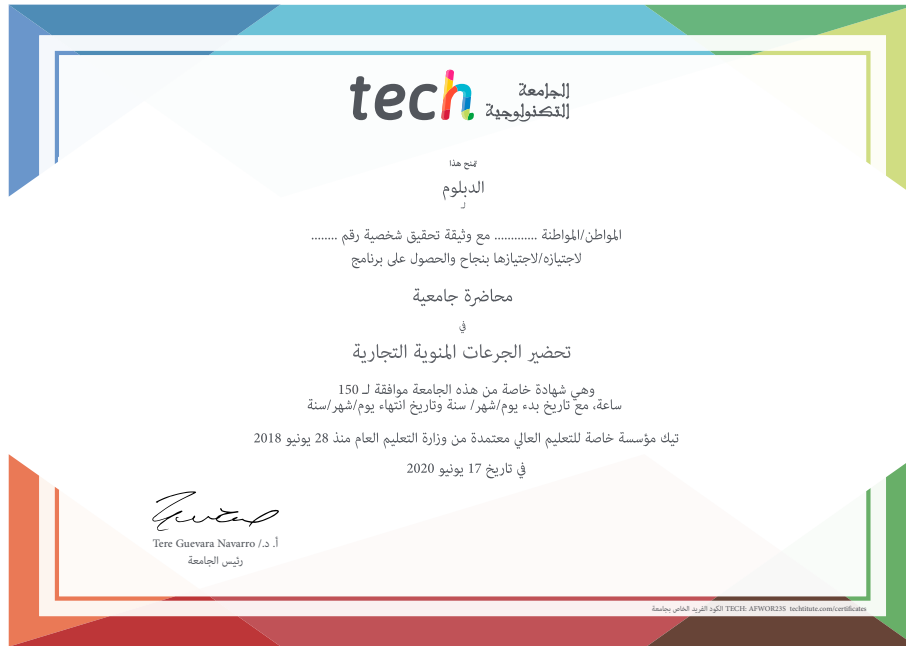 tech الجامعة
التكنولوجية
تمنح هذا
الدبلوم
لـ
المواطن/المواطنة ............. مع وثيقة تحقيق شخصية رقم ........
لاجتيازه/لاجتيازها بنجاح والحصول على برنامج
محاضرة جامعية
في
تحضير الجرعات المنوية التجارية
وهي شهادة خاصة من هذه الجامعة موافقة لـ 150
ساعة، مع تاريخ بدء يوم/شهر/ سنة وتاريخ انتهاء يوم/شهر/سنة
تيك مؤسسة خاصة للتعليم العالي معتمدة من وزارة التعليم العام منذ 28 يونيو 2018
في تاريخ 17 يونيو 2020
أ. د./ Tere Guevara Navarro
رئيس الجامعة
الكود الفريد الخاص بجامعة TECH: AFWOR23S techtitute.com/certificates